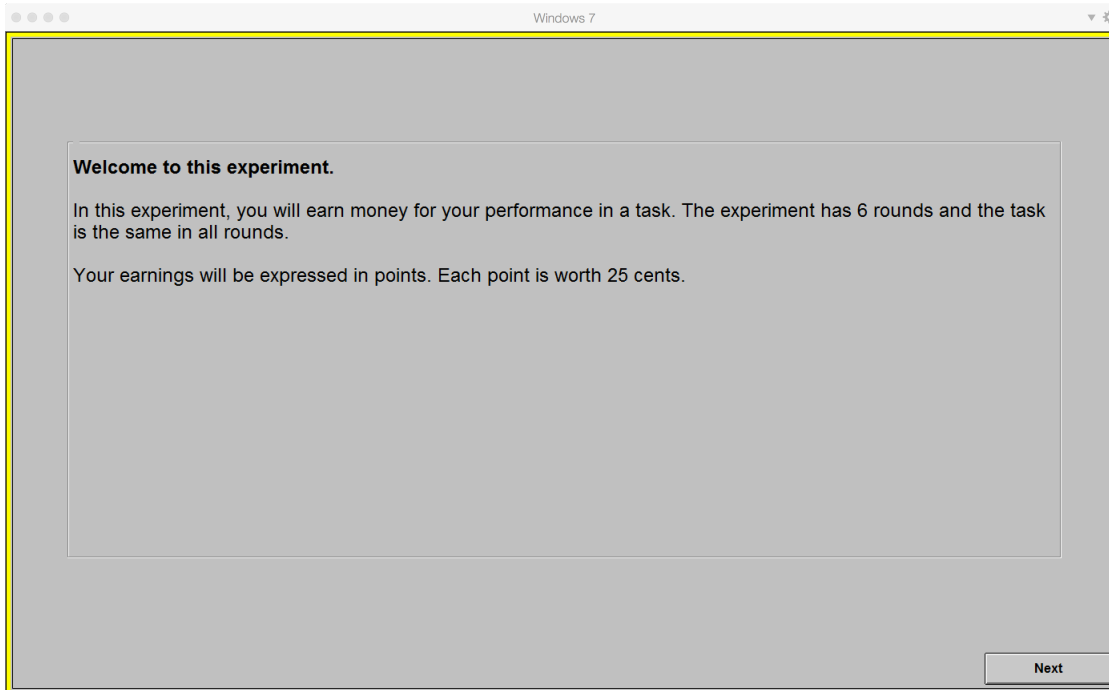 Windows 7
Welcome to this experiment.
In this experiment, you will earn money for your performance in a task. The experiment has 6 rounds and the task
is the same in all rounds.
Your earnings will be expressed in points. Each point is worth 25 cents.
Next